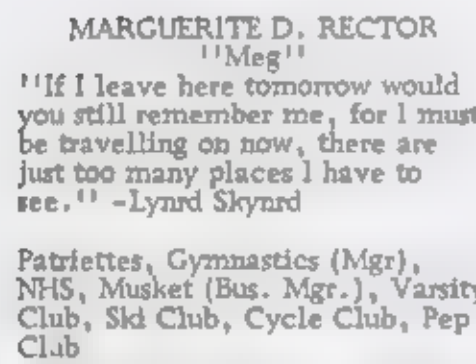 MARGUERITE D. RECTOR
''Meg''
''If I leave here tomorrow would
you still remember me, for I must
be travelling on now, there are
just too many places I have to
see.'' -Lynrd Skynrd
Patriettes, Gymnastics (Mgr),
NHS, Musket (Bus. Mgr.), Varsity
Club, Ski Club, Cycle Club, Pep
Club